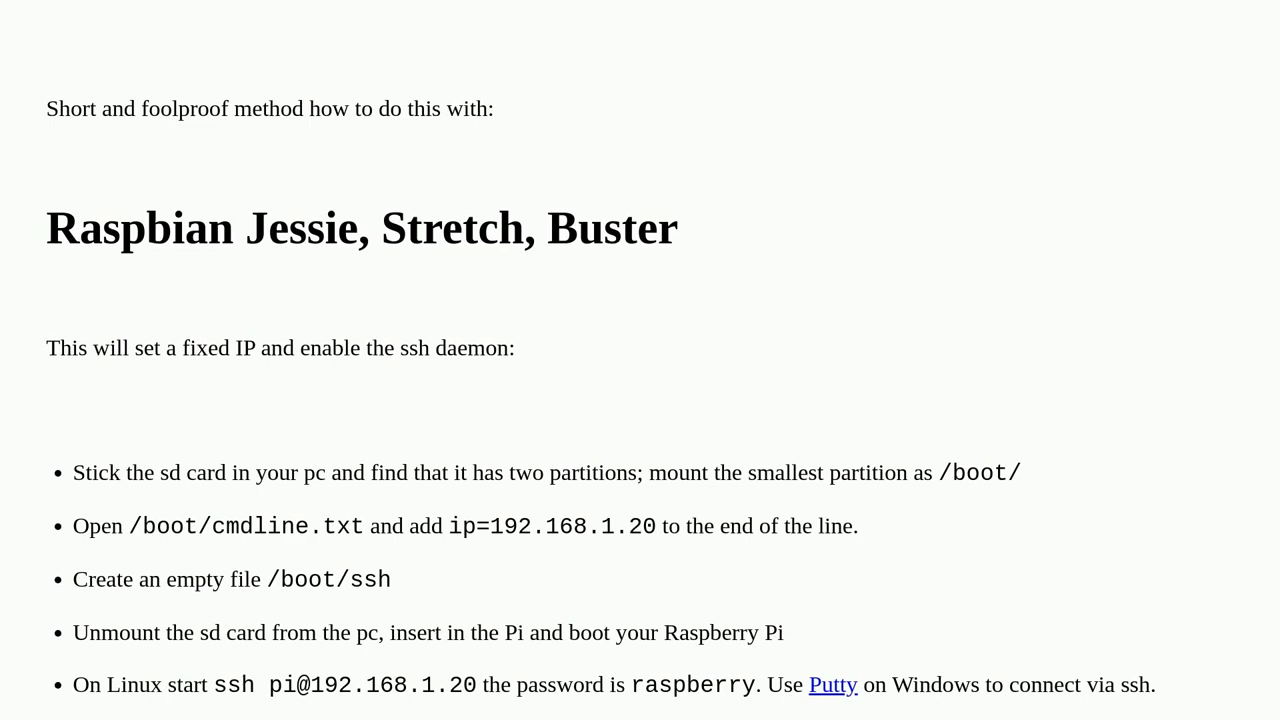 Short and foolproof method how to do this with:
Raspbian Jessie, Stretch, Buster
This will set a fixed IP and enable the ssh daemon:
• Stick the sd card in your pc and find that it has two partitions; mount the smallest partition as /boot/
• Open /boot/cmdline.txt and add ip=192.168.1.20 to the end of the line.
• Create an empty file /boot/ssh
• Unmount the sd card from the pc, insert in the Pi and boot your Raspberry Pi
• On Linux start ssh pi@192.168.1.20 the password is raspberry. Use Putty on Windows to connect via ssh.